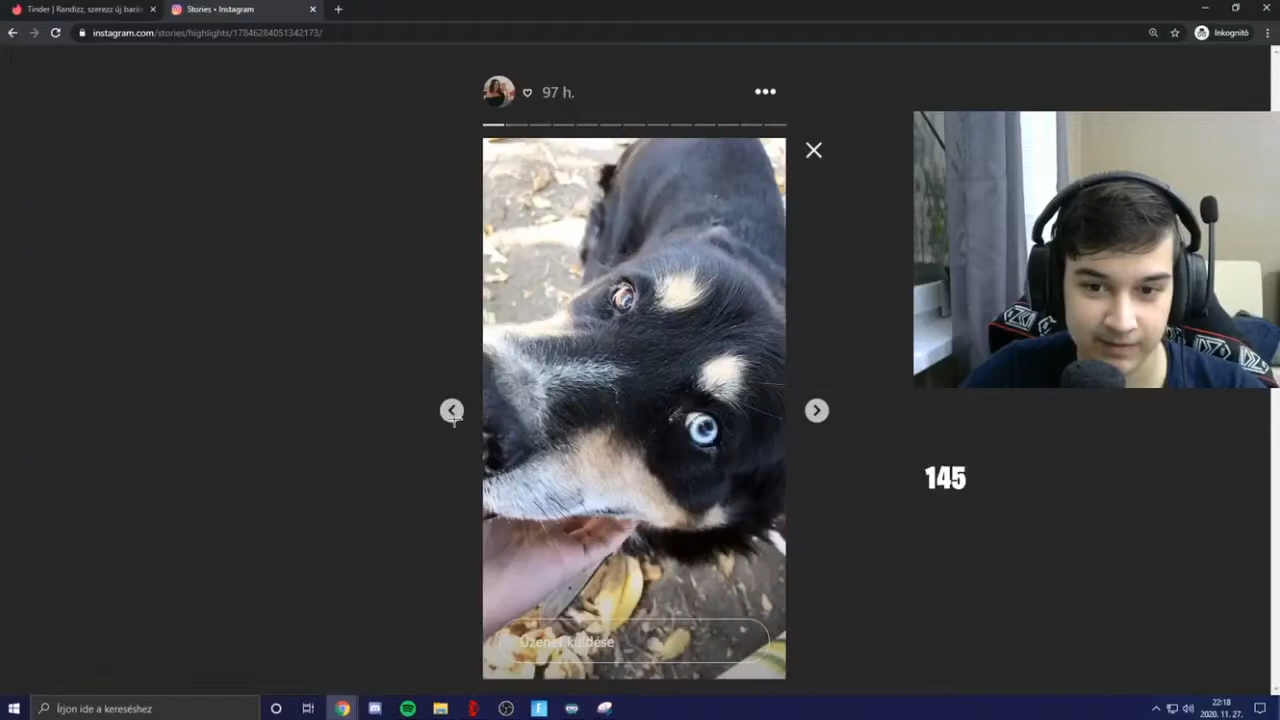 Tinder | Randizz, szerezz új bará
Stories • Instagram
instagram.com/stories/highlights/17846284051342173/
Inkognitó
97 h.
145
Üzenet küldése
Írjon ide a kereséshez
22:18
2020. 11. 27.